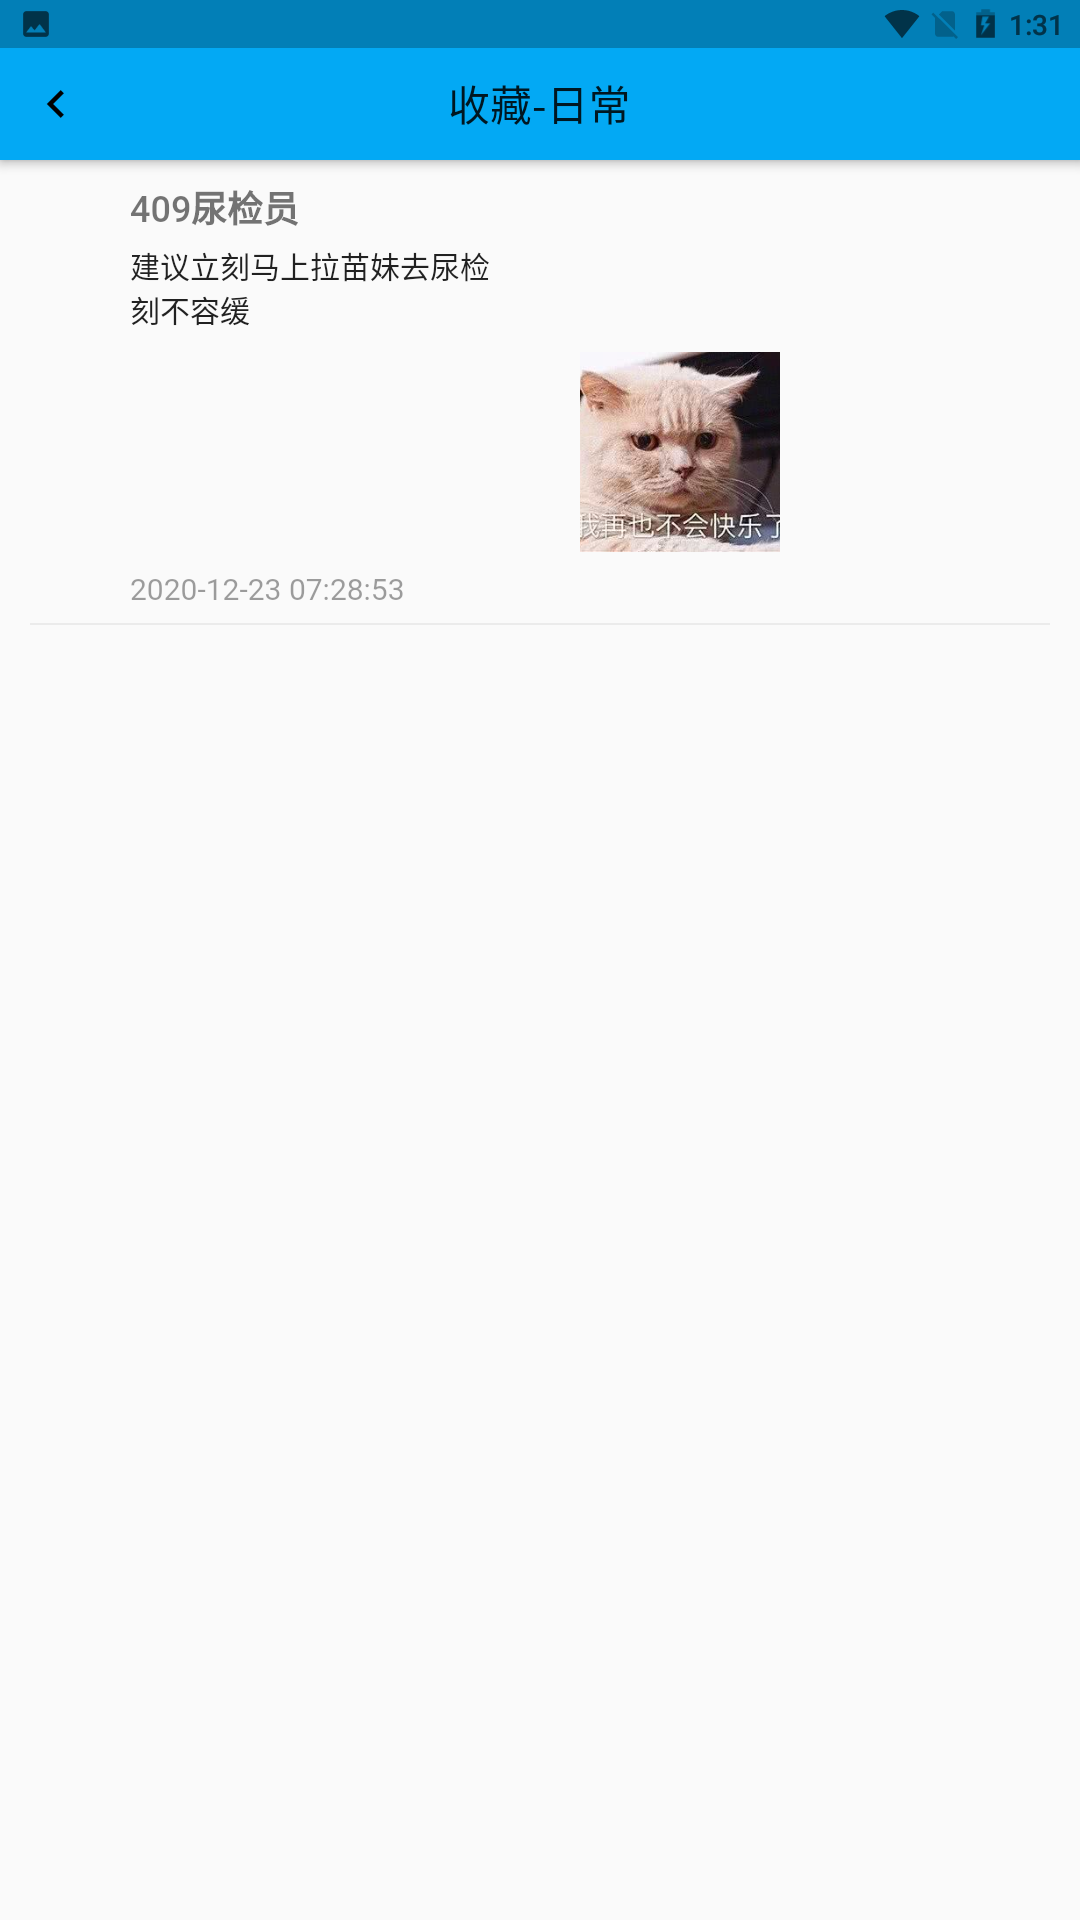 1:31
收藏-日常
409尿检员
建议立刻马上拉苗妹去尿检
刻不容缓
我再也不会快乐了
2020-12-23 07:28:53